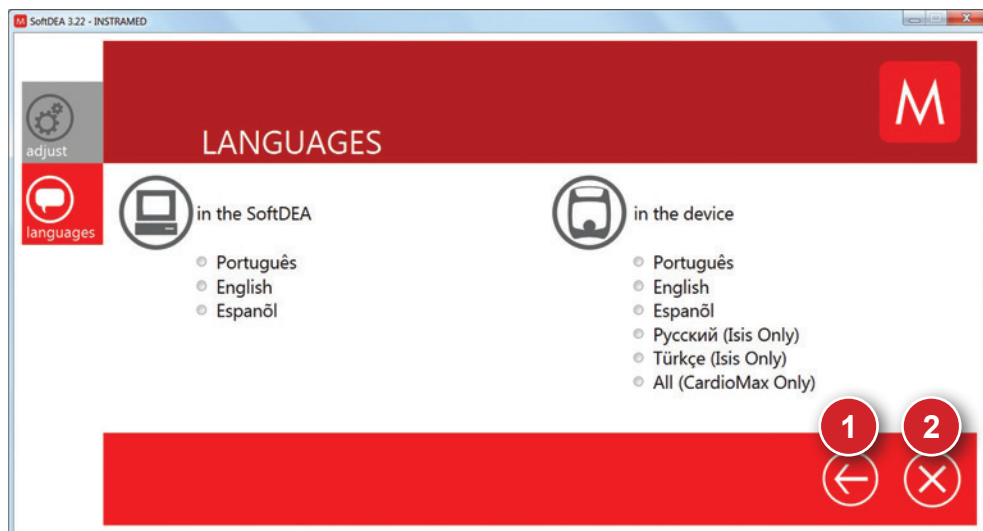 M SoftDEA 3.22 - INSTRAMED
M
adjust
LANGUAGES
languages
in the SoftDEA
Português
English
Espanõl
in the device
Português
English
Espanõl
Русский (Isis Only)
Türkçe (Isis Only)
All (CardioMax Only)
1
2